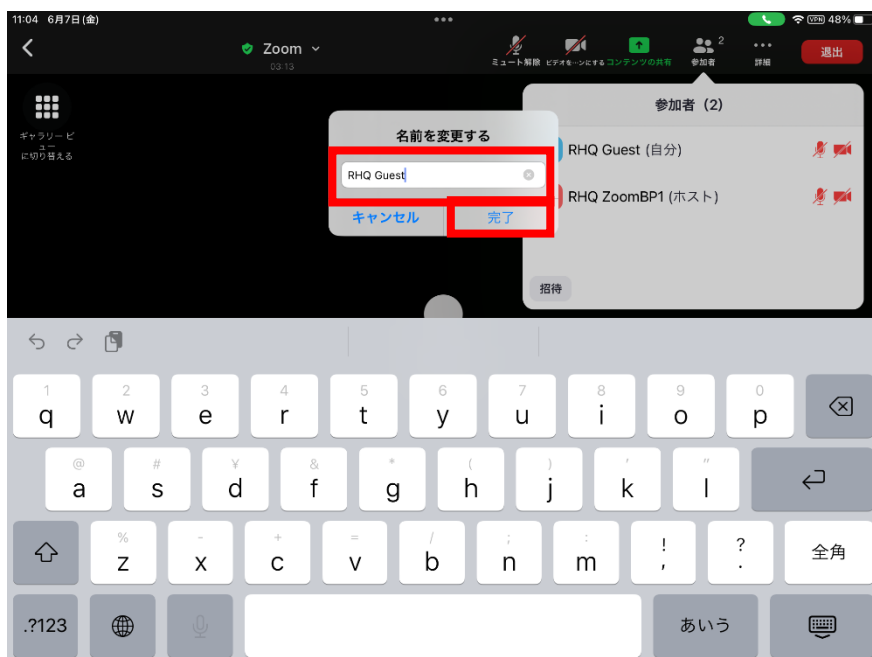 11:04 6月7日(金)
VPN 48%
Zoom
03:13
ミュート解除
ビデオを…ンにする
コンテンツの共有
2
参加者
詳細
退出
ギャラリー ビ
ュー
に切り替える
参加者 (2)
RHQ Guest (自分)
RHQ ZoomBP1 (ホスト)
招待
名前を変更する
RHQ Guest
キャンセル 完了
1 2 3 4 5 6 7 8 9 0
q w e r t y u i o p
@ # ¥ & * ( ) ' "
a s d f g h j k l
% - + = / ; : ! ?
z x c v b n m , . 全角
.?123 あいう